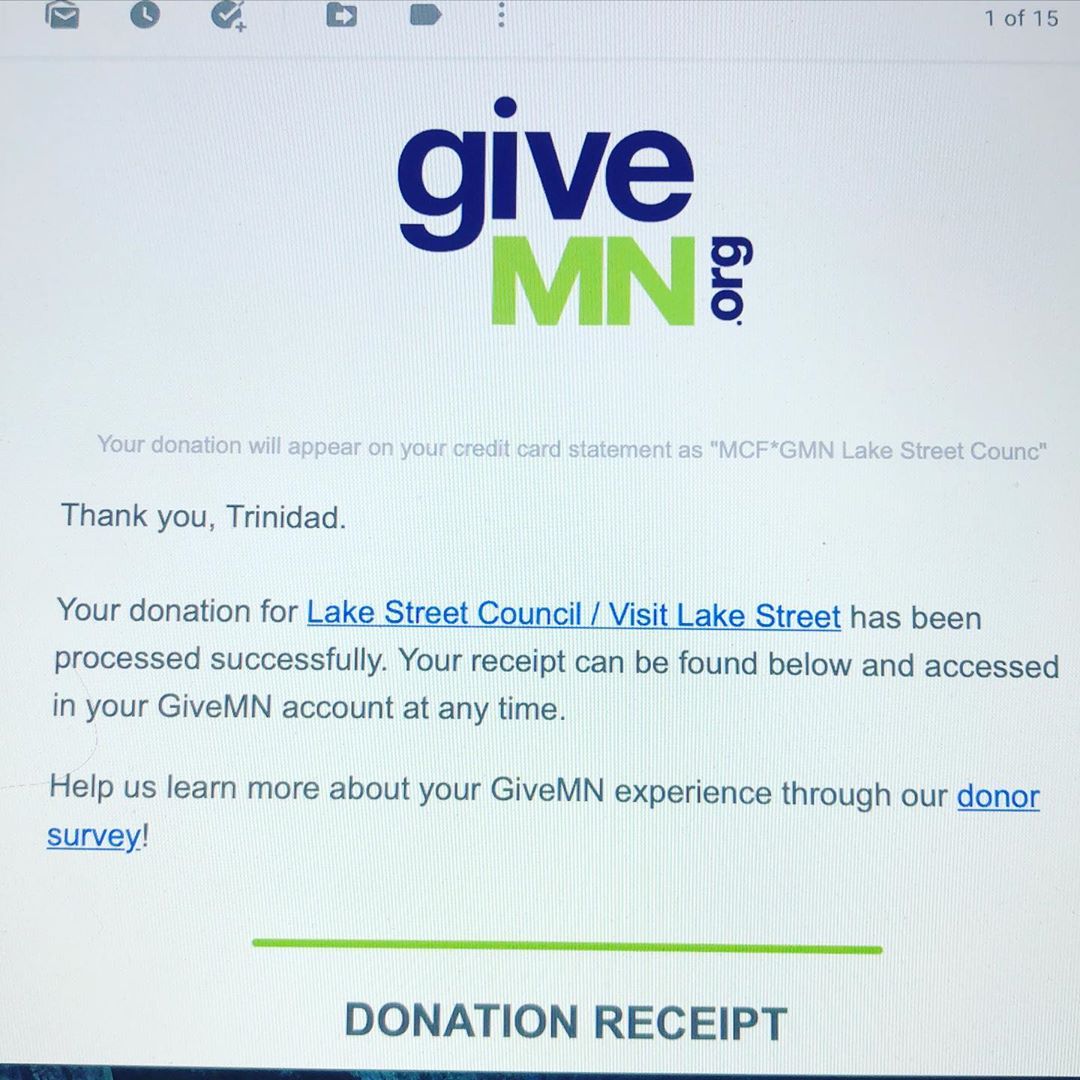 1 of 15
give
MN
.org
Your donation will appear on your credit card statement as "MCF*GMN Lake Street Counc"
Thank you, Trinidad.
Your donation for Lake Street Council / Visit Lake Street has been
processed successfully. Your receipt can be found below and accessed
in your GiveMN account at any time.
Help us learn more about your GiveMN experience through our donor
survey!
DONATION RECEIPT